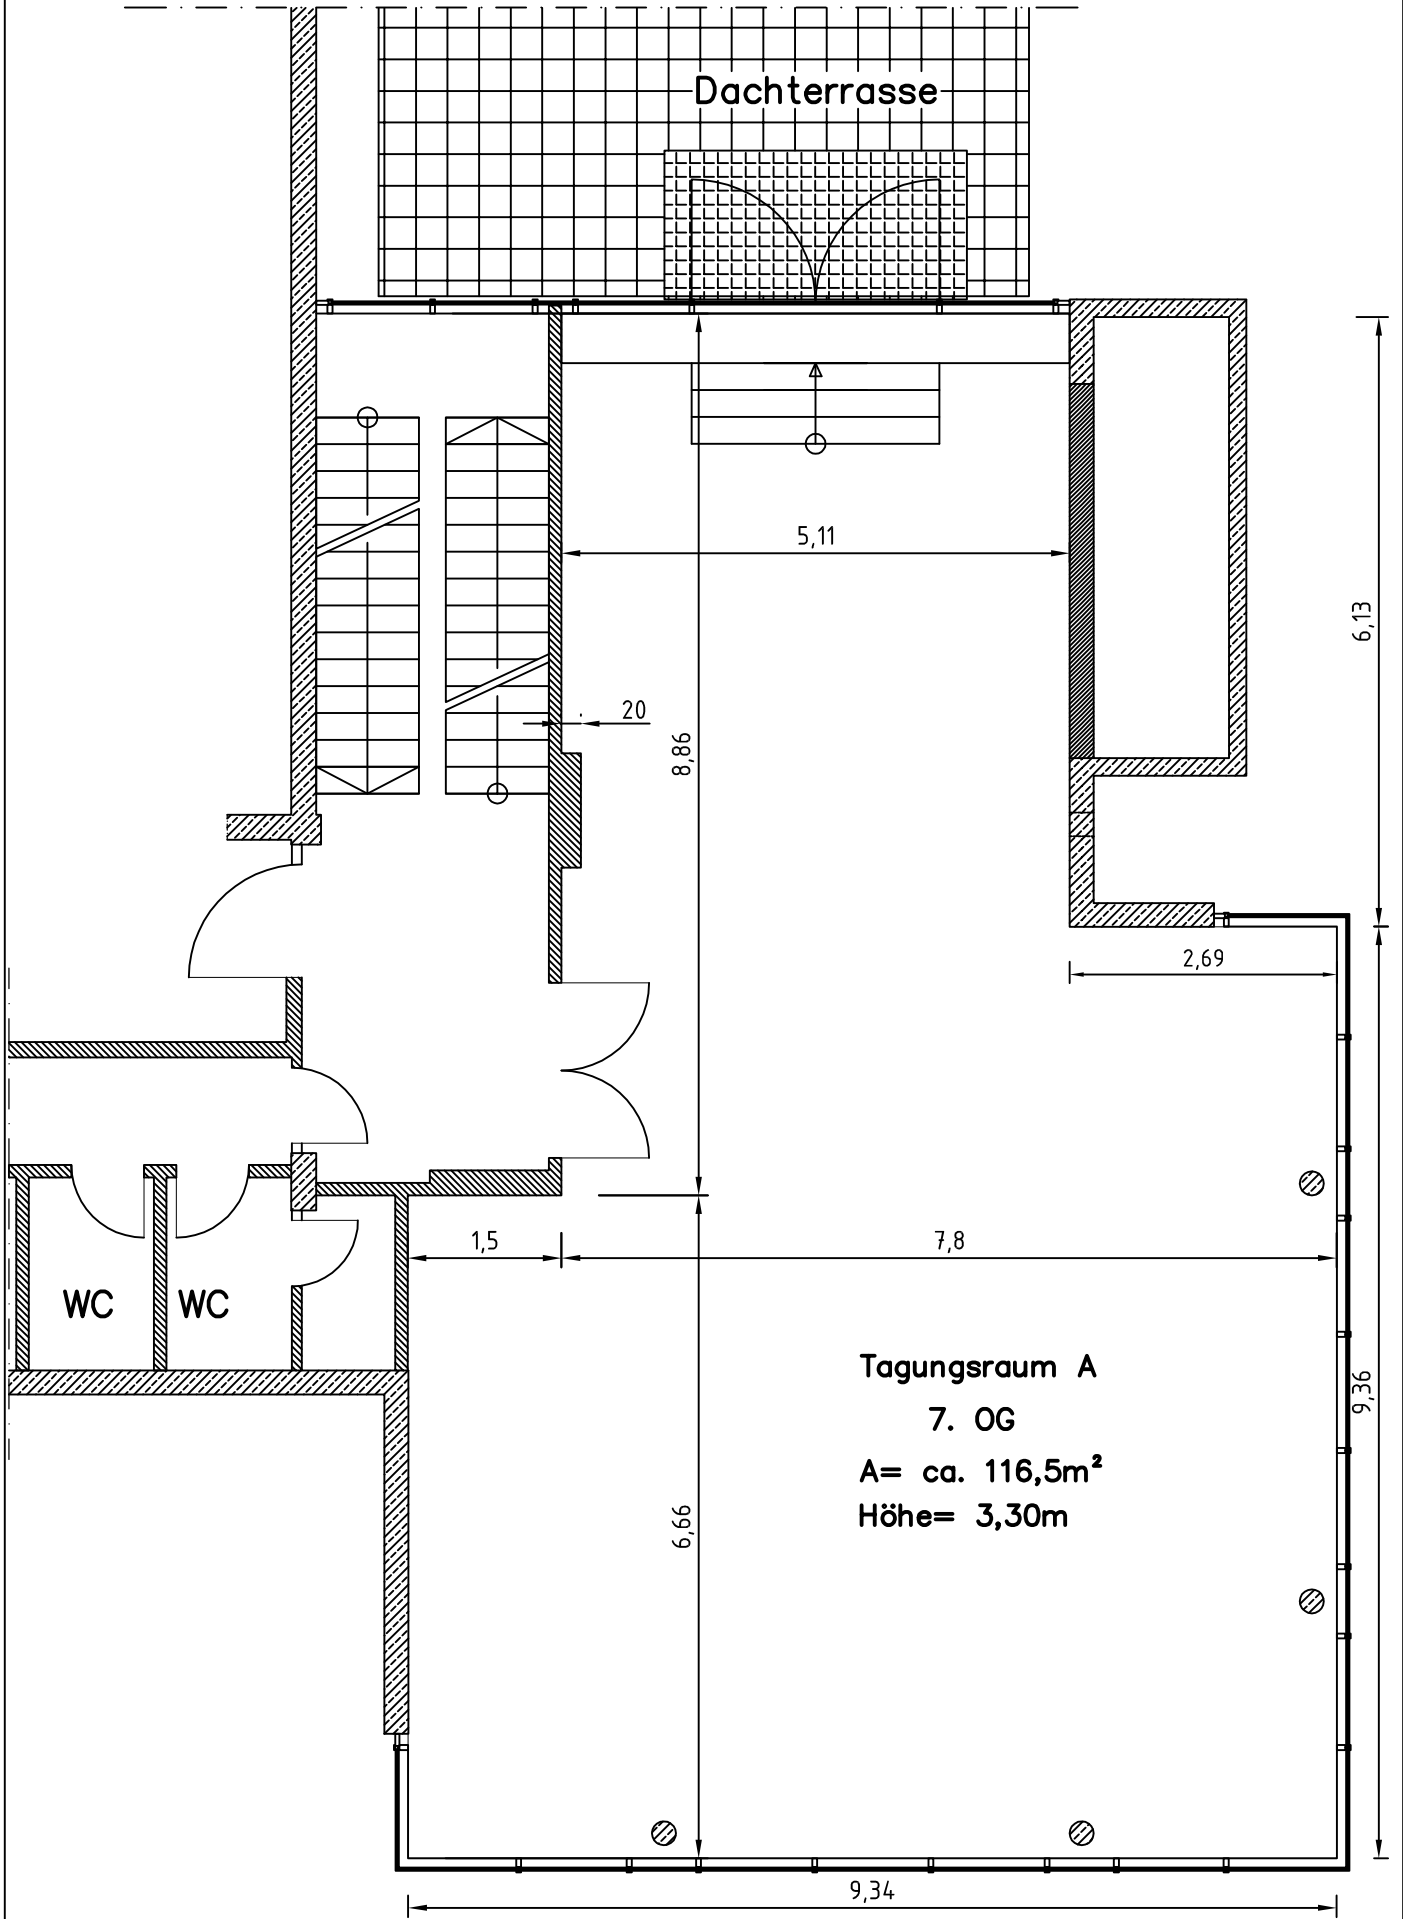 Dachterrasse
5,11
6,13
20
8,86
2,69
1,5
7,8
WC
WC
Tagungsraum A
7. OG
A= ca. 116,5m²
Höhe= 3,30m
9,36
6,66
9,34